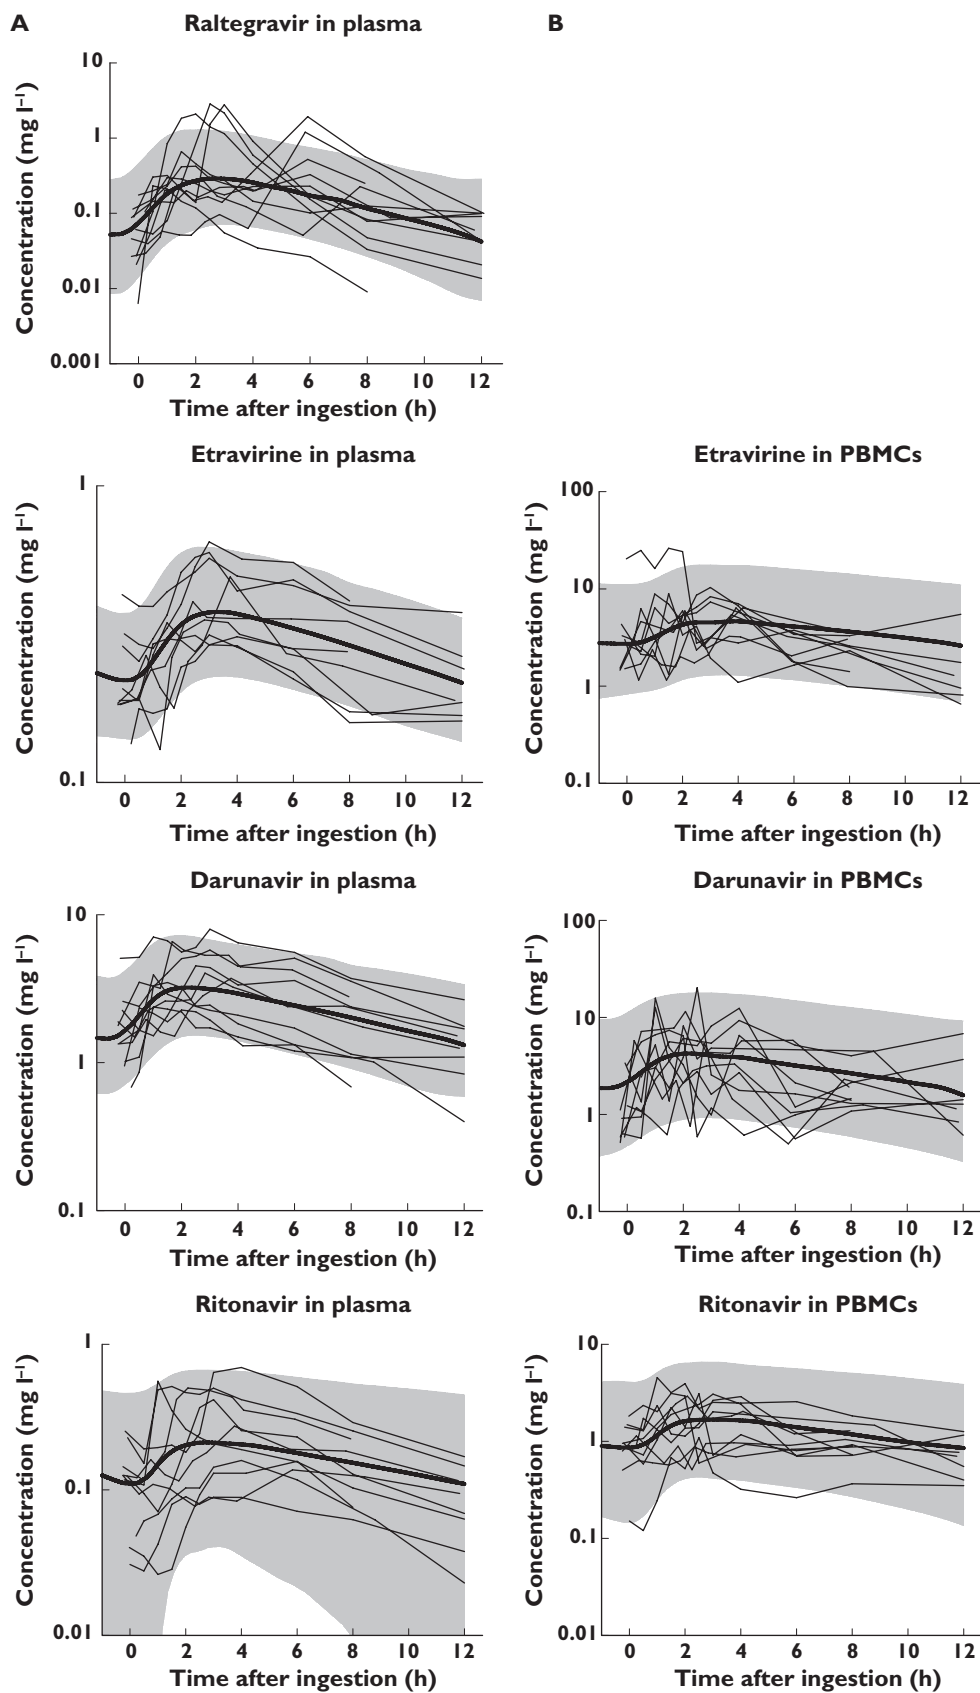 A
Raltegravir in plasma
B
Concentration (mg l⁻¹)
10
1
0.1
0.01
0.001
0 2 4 6 8 10 12
Time after ingestion (h)
Etravirine in plasma
Concentration (mg l⁻¹)
1
0.1
0 2 4 6 8 10 12
Time after ingestion (h)
Etravirine in PBMCs
Concentration (mg l⁻¹)
100
10
1
0.1
0 2 4 6 8 10 12
Time after ingestion (h)
Darunavir in plasma
Concentration (mg l⁻¹)
10
1
0.1
0 2 4 6 8 10 12
Time after ingestion (h)
Darunavir in PBMCs
Concentration (mg l⁻¹)
100
10
1
0.1
0 2 4 6 8 10 12
Time after ingestion (h)
Ritonavir in plasma
Concentration (mg l⁻¹)
1
0.1
0.01
0 2 4 6 8 10 12
Time after ingestion (h)
Ritonavir in PBMCs
Concentration (mg l⁻¹)
10
1
0.1
0.01
0 2 4 6 8 10 12
Time after ingestion (h)